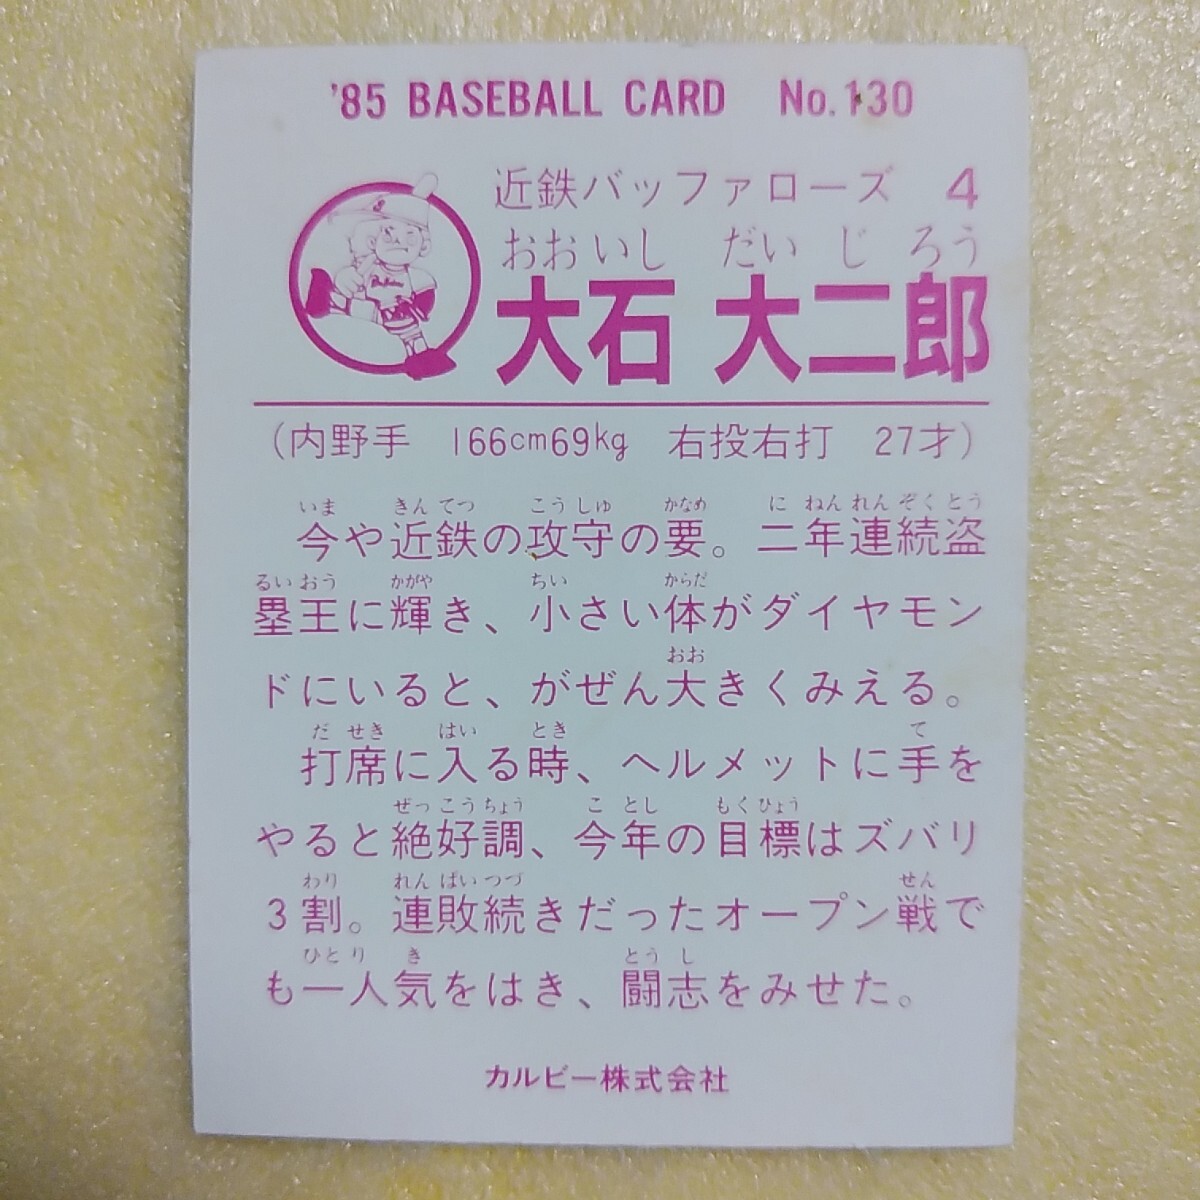 '85 BASEBALL CARD No.130
近鉄バッファローズ 4
おおいし だいじろう
大石 大二郎
(内野手 166cm69kg 右投右打 27才)
いま きんてつ こうしゅ かなめ にねんれんぞくとう
今や近鉄の攻守の要。二年連続盗
るいおう かがや ちい からだ
塁王に輝き、小さい体がダイヤモン
おお
ドにいると、がぜん大きくみえる。
だせき はい とき て
打席に入る時、ヘルメットに手を
ぜっこうちょう ことし もくひょう
やると絶好調、今年の目標はズバリ
わり れんぱいつづ せん
3割。連敗続きだったオープン戦で
ひとり き とうし
も一人気をはき、闘志をみせた。
カルビー株式会社